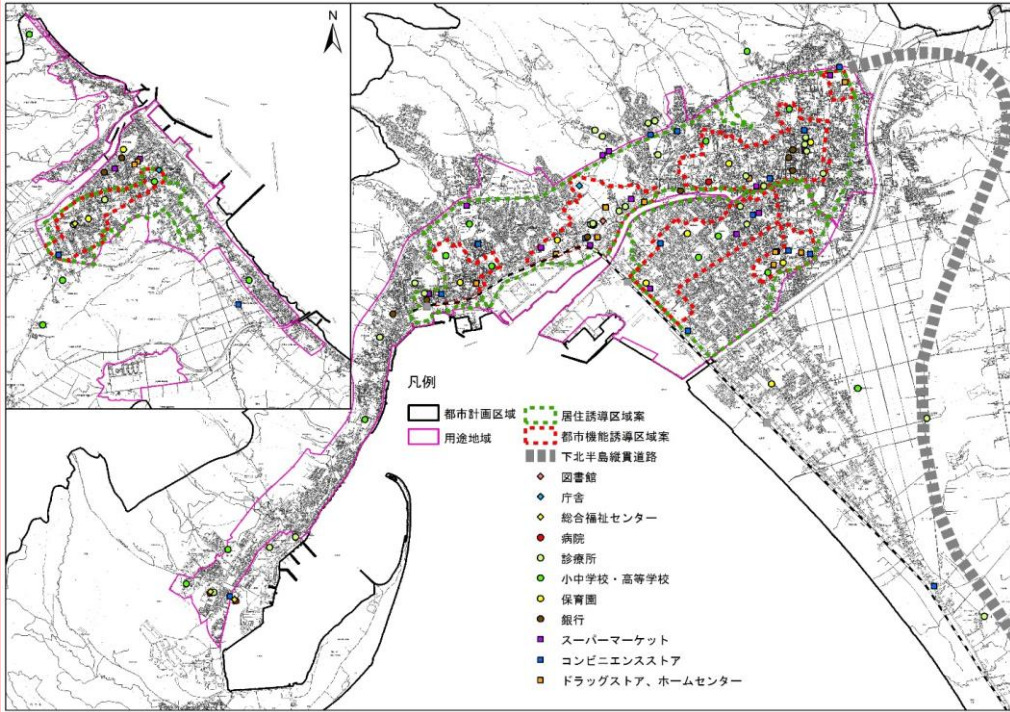 N
凡例
都市計画区域
用途地域
居住誘導区域案
都市機能誘導区域案
下北半島縦貫道路
図書館
庁舎
総合福祉センター
病院
診療所
小中学校・高等学校
保育園
銀行
スーパーマーケット
コンビニエンスストア
ドラッグストア、ホームセンター